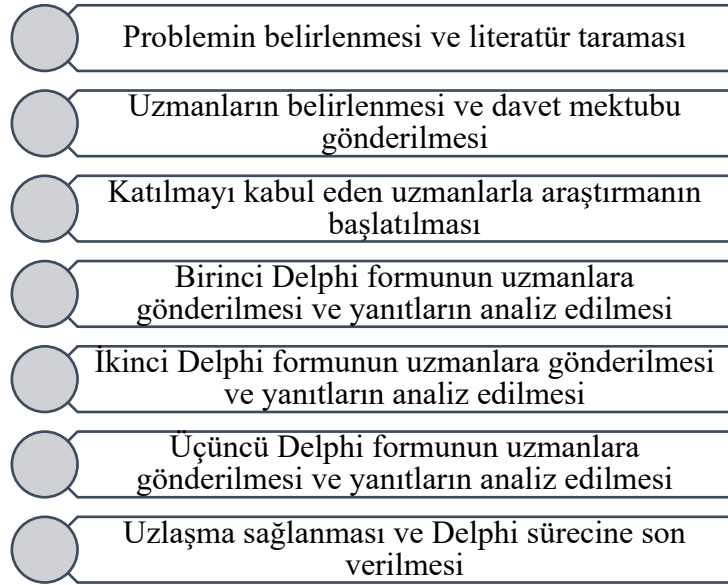 Problemin belirlenmesi ve literatür taraması
Uzmanların belirlenmesi ve davet mektubu
gönderilmesi
Katılmayı kabul eden uzmanlarla araştırmanın
başlatılması
Birinci Delphi formunun uzmanlara
gönderilmesi ve yanıtların analiz edilmesi
İkinci Delphi formunun uzmanlara gönderilmesi
ve yanıtların analiz edilmesi
Üçüncü Delphi formunun uzmanlara
gönderilmesi ve yanıtların analiz edilmesi
Uzlaşma sağlanması ve Delphi sürecine son
verilmesi